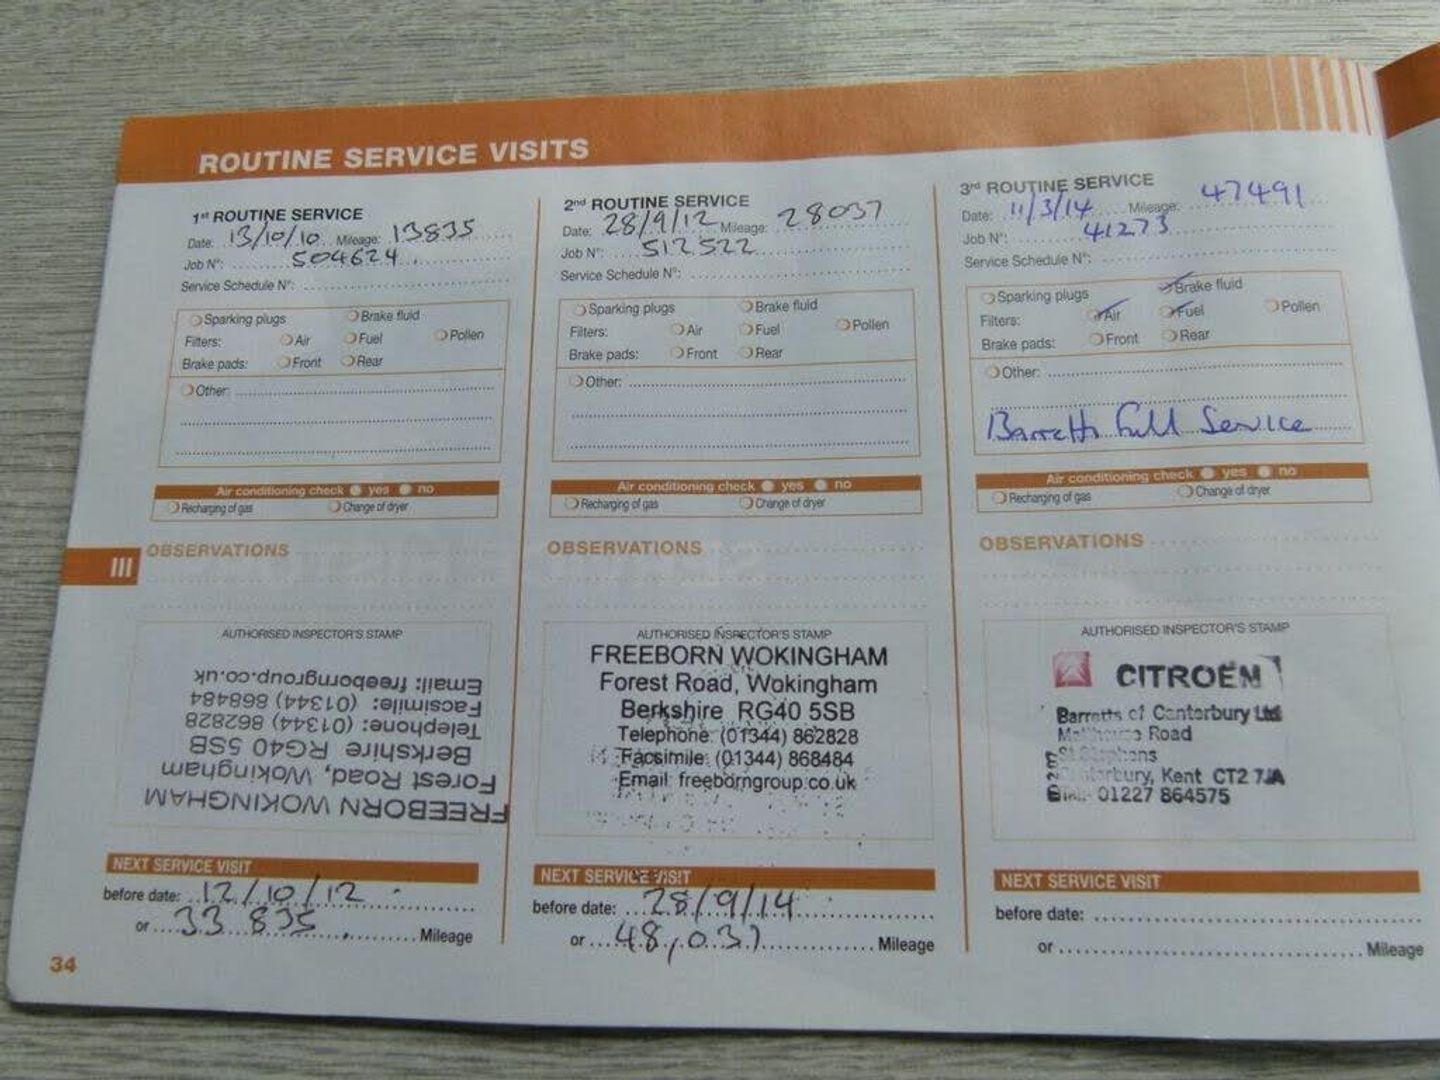 ROUTINE SERVICE VISITS
1st ROUTINE SERVICE
Date: 13/10/10 Mileage: 13835
Job N°: 504624
Service Schedule N°:
Sparking plugs Brake fluid
Filters: Air Fuel Pollen
Brake pads: Front Rear
Other:
Air conditioning check yes no
Recharging of gas Change of dryer
OBSERVATIONS
III
AUTHORISED INSPECTOR'S STAMP
FREEBORN WOKINGHAM
Forest Road, Wokingham
Berkshire RG40 5SB
Telephone: (01344) 862828
Facsimile: (01344) 868484
Email: freeborngroup.co.uk
NEXT SERVICE VISIT
before date: 12/10/12
or 33 835 Mileage
34
2nd ROUTINE SERVICE
Date: 28/9/12 Mileage: 28037
Job N°: 512522
Service Schedule N°:
Sparking plugs Brake fluid
Filters: Air Fuel Pollen
Brake pads: Front Rear
Other:
Air conditioning check yes no
Recharging of gas Change of dryer
OBSERVATIONS
AUTHORISED INSPECTOR'S STAMP
FREEBORN WOKINGHAM
Forest Road, Wokingham
Berkshire RG40 5SB
Telephone: (01344) 862828
Facsimile: (01344) 868484
Email: freeborngroup.co.uk
NEXT SERVICE VISIT
before date: 28/9/14
or 48,037 Mileage
3rd ROUTINE SERVICE
Date: 11/3/14 Mileage: 47491
Job N°: 41273
Service Schedule N°:
Sparking plugs Brake fluid
Filters: Air Fuel Pollen
Brake pads: Front Rear
Other:
Barretts Full Service
Air conditioning check yes no
Recharging of gas Change of dryer
OBSERVATIONS
AUTHORISED INSPECTOR'S STAMP
CITROËN
Barretts of Canterbury Ltd
Road
Kent CT2 7JA
01227 864575
NEXT SERVICE VISIT
before date:
or Mileage